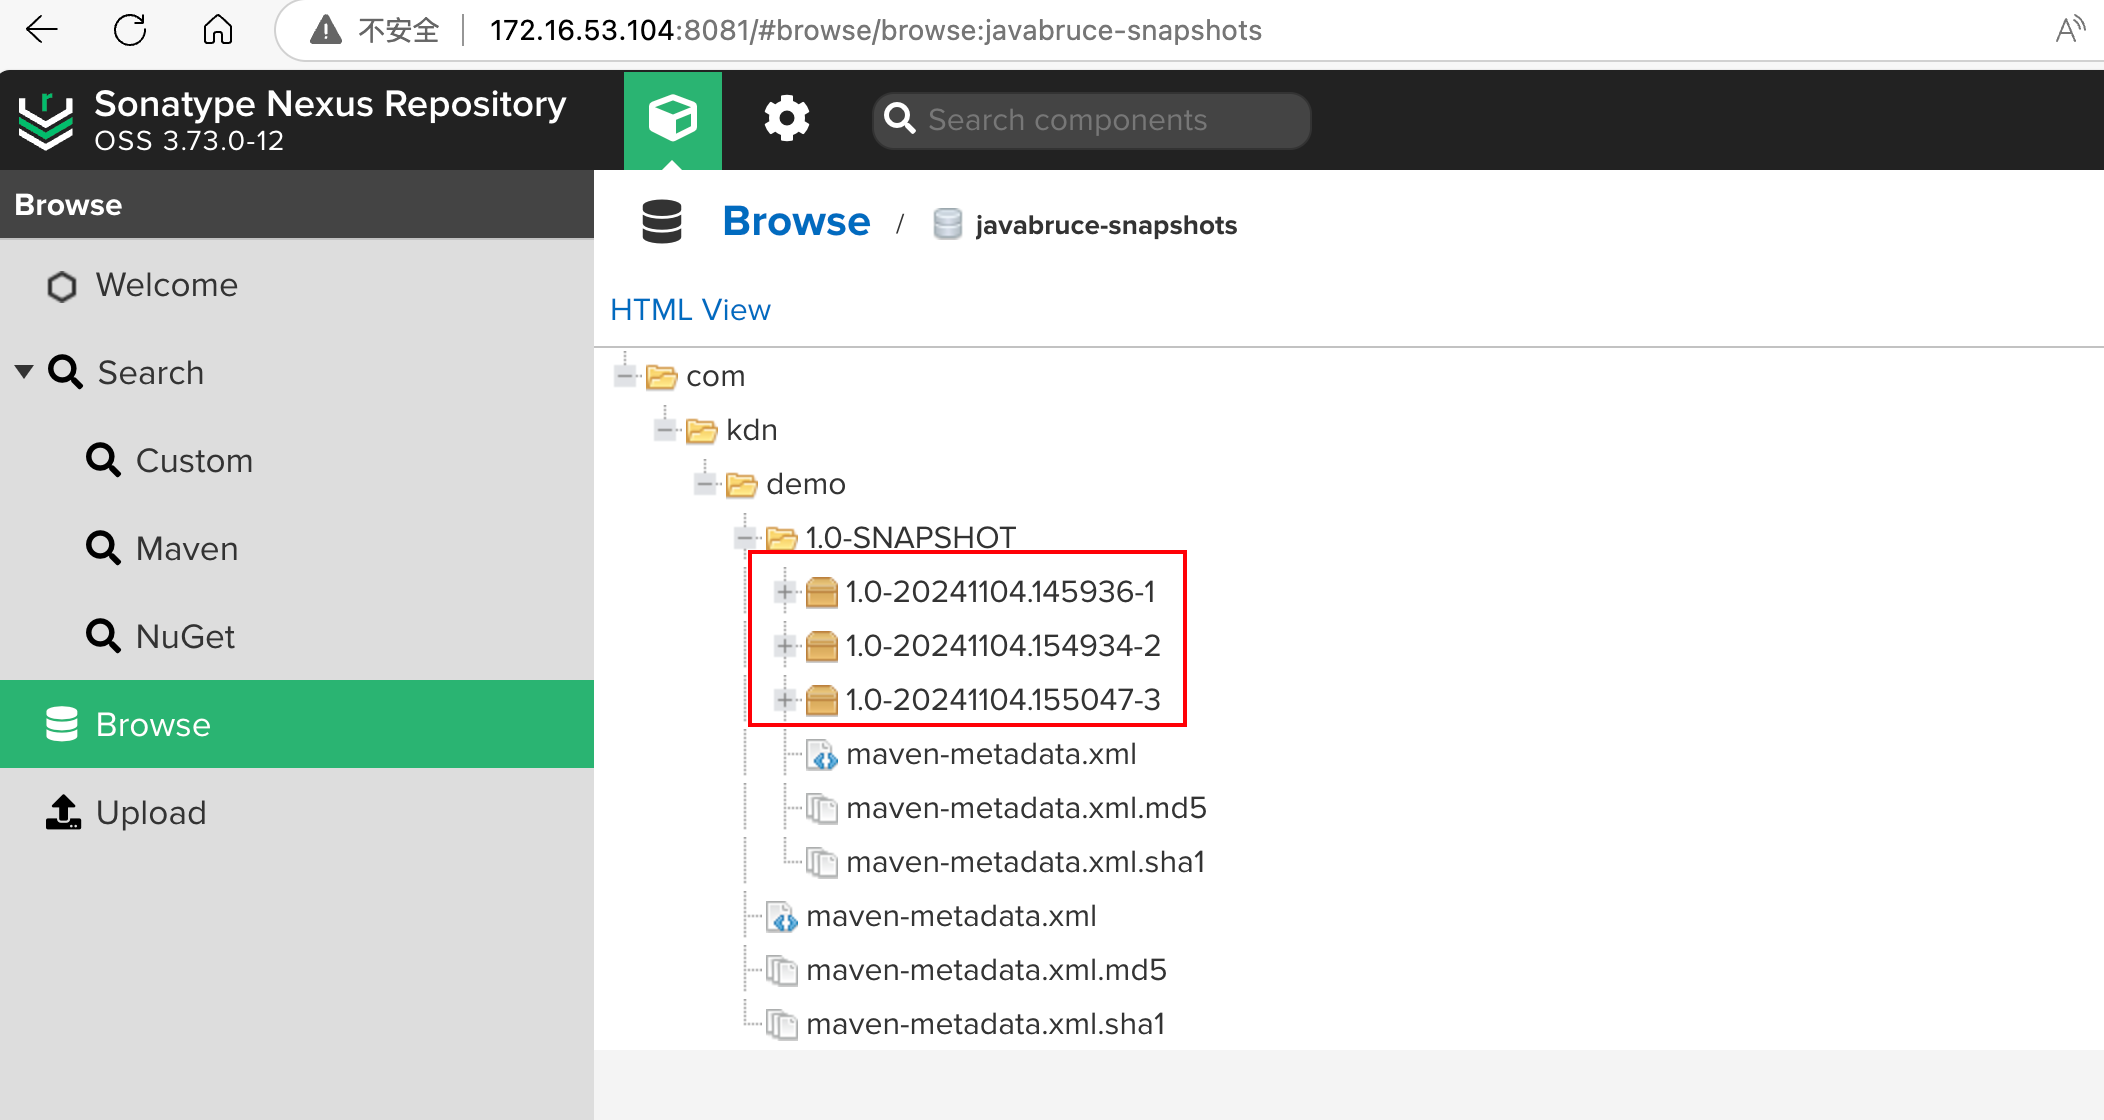 不安全 172.16.53.104:8081/#browse/browse:javabruce-snapshots
Sonatype Nexus Repository
OSS 3.73.0-12
Search components
Browse
Welcome
Search
Custom
Maven
NuGet
Browse
Upload
Browse / javabruce-snapshots
HTML View
com
kdn
demo
1.0-SNAPSHOT
1.0-20241104.145936-1
1.0-20241104.154934-2
1.0-20241104.155047-3
maven-metadata.xml
maven-metadata.xml.md5
maven-metadata.xml.sha1
maven-metadata.xml
maven-metadata.xml.md5
maven-metadata.xml.sha1